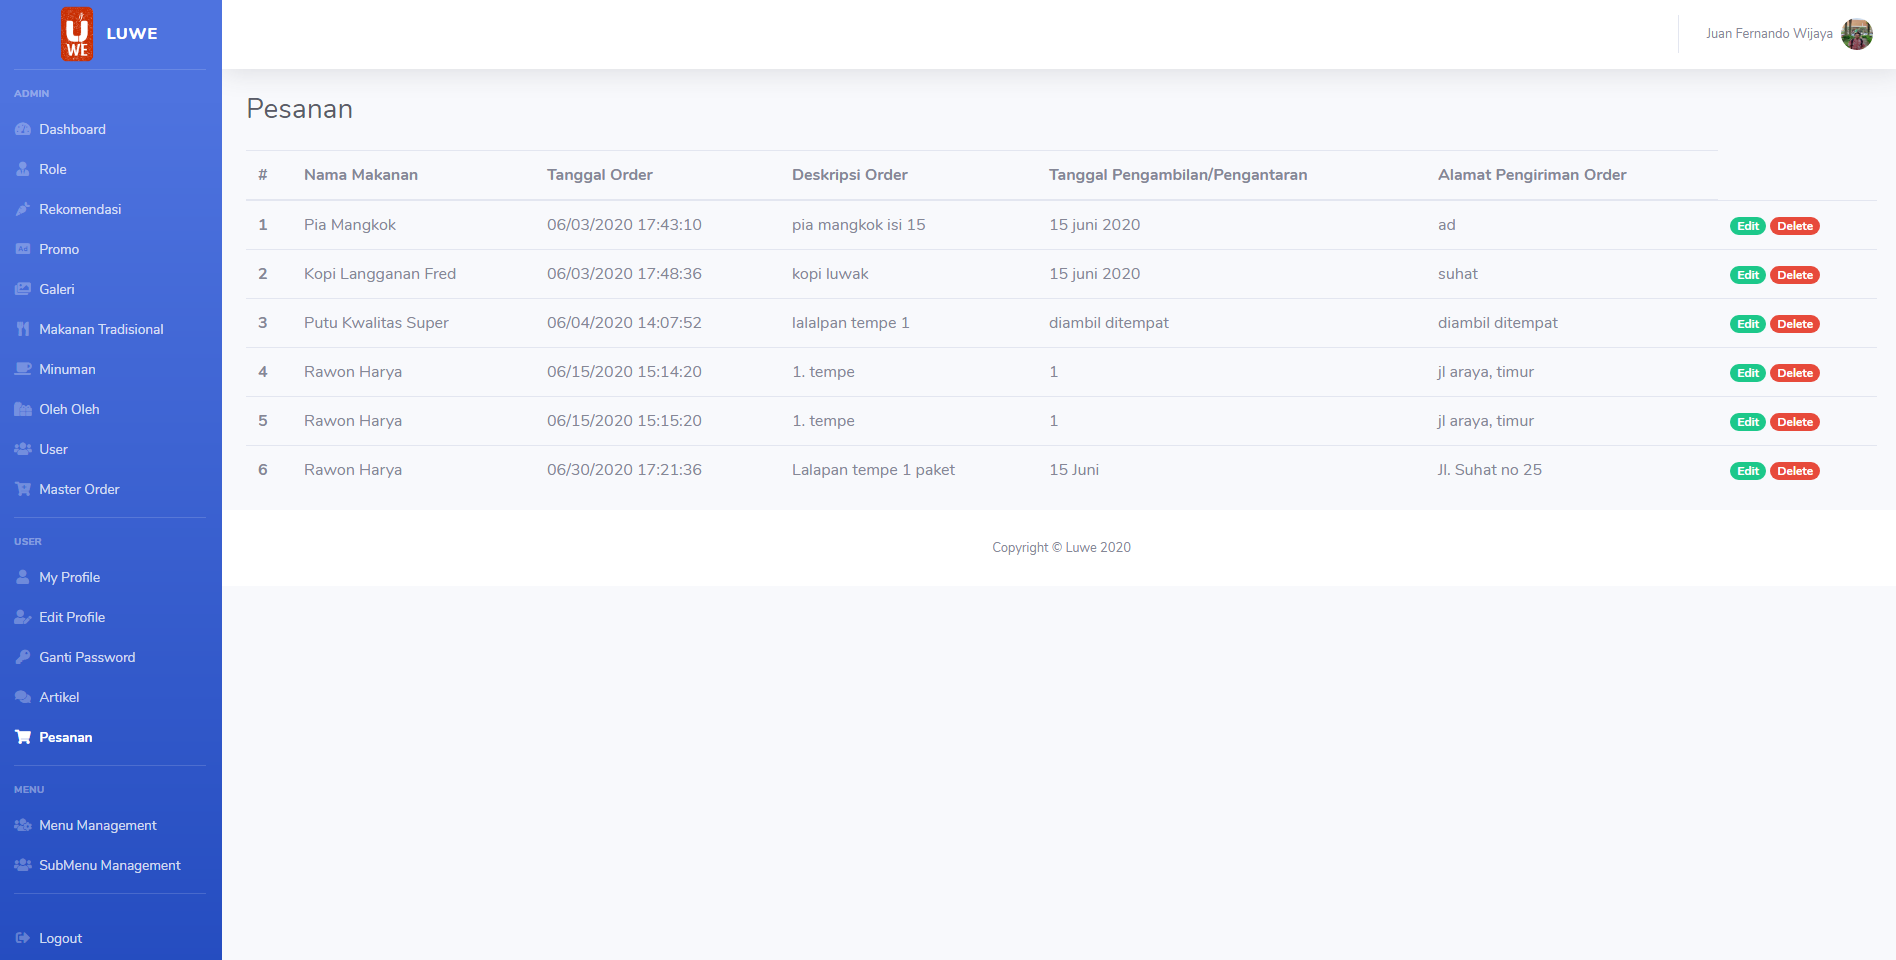 U
WE
LUWE
Juan Fernando Wijaya
ADMIN
Dashboard
Role
Rekomendasi
Promo
Galeri
Makanan Tradisional
Minuman
Oleh Oleh
User
Master Order
USER
My Profile
Edit Profile
Ganti Password
Artikel
Pesanan
MENU
Menu Management
SubMenu Management
Logout
Pesanan
# Nama Makanan Tanggal Order Deskripsi Order Tanggal Pengambilan/Pengantaran Alamat Pengiriman Order
1 Pia Mangkok 06/03/2020 17:43:10 pia mangkok isi 15 15 juni 2020 ad Edit Delete
2 Kopi Langganan Fred 06/03/2020 17:48:36 kopi luwak 15 juni 2020 suhat Edit Delete
3 Putu Kwalitas Super 06/04/2020 14:07:52 lalalpan tempe 1 diambil ditempat diambil ditempat Edit Delete
4 Rawon Harya 06/15/2020 15:14:20 1. tempe 1 jl araya, timur Edit Delete
5 Rawon Harya 06/15/2020 15:15:20 1. tempe 1 jl araya, timur Edit Delete
6 Rawon Harya 06/30/2020 17:21:36 Lalapan tempe 1 paket 15 Juni Jl. Suhat no 25 Edit Delete
Copyright © Luwe 2020